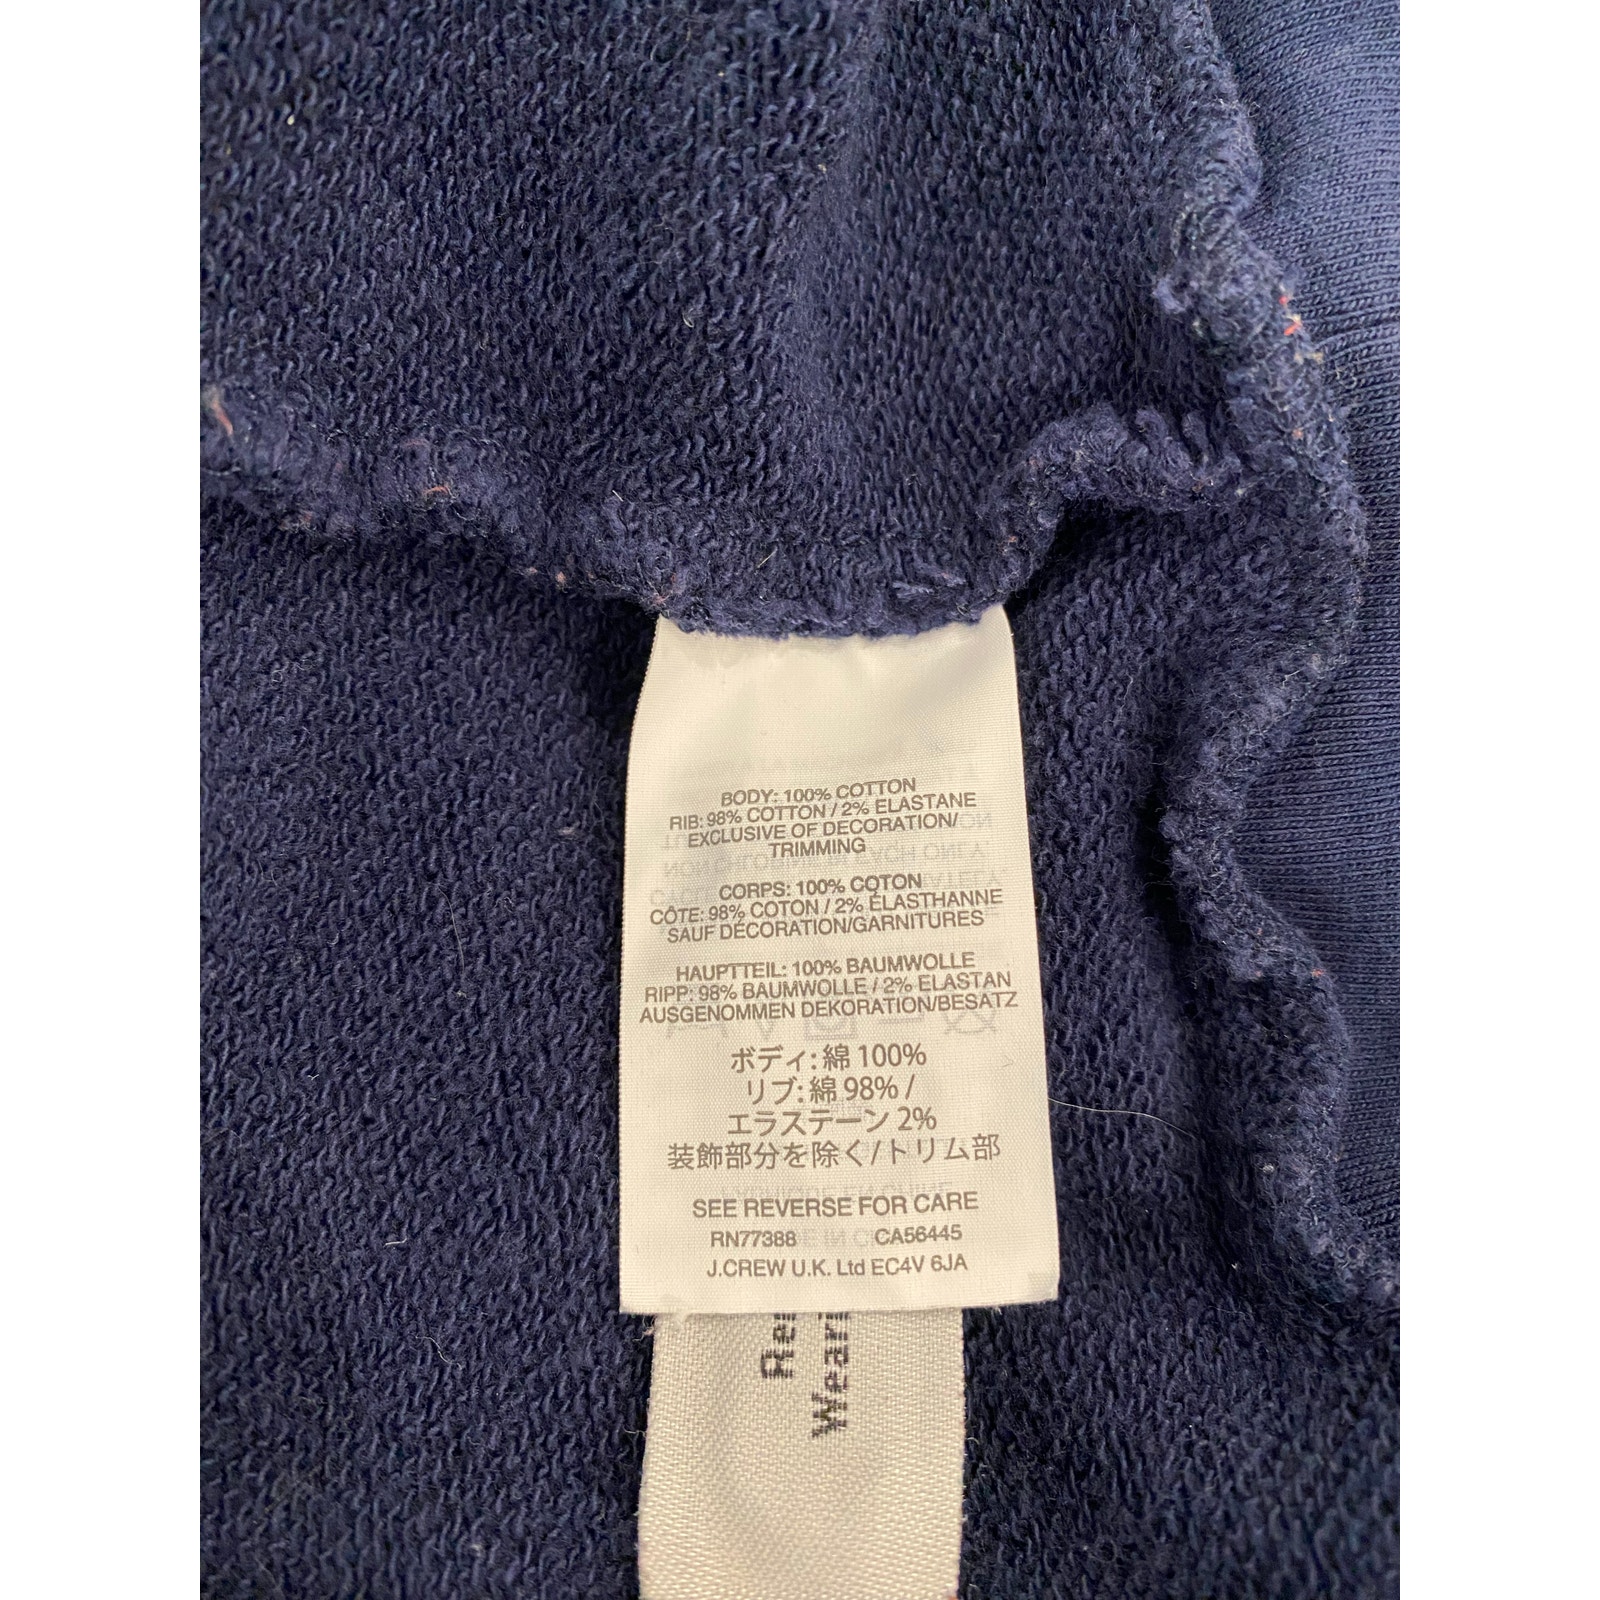 BODY: 100% COTTON
RIB: 98% COTTON / 2% ELASTANE
EXCLUSIVE OF DECORATION/
TRIMMING
CORPS: 100% COTON
CÔTE: 98% COTON / 2% ÉLASTHANNE
SAUF DÉCORATION/GARNITURES
HAUPTTEIL: 100% BAUMWOLLE
RIPP: 98% BAUMWOLLE / 2% ELASTAN
AUSGENOMMEN DEKORATION/BESATZ
ボディ: 綿 100%
リブ: 綿 98% /
エラステーン 2%
装飾部分を除く/トリム部
SEE REVERSE FOR CARE
RN77388 CA56445
J.CREW U.K. Ltd EC4V 6JA